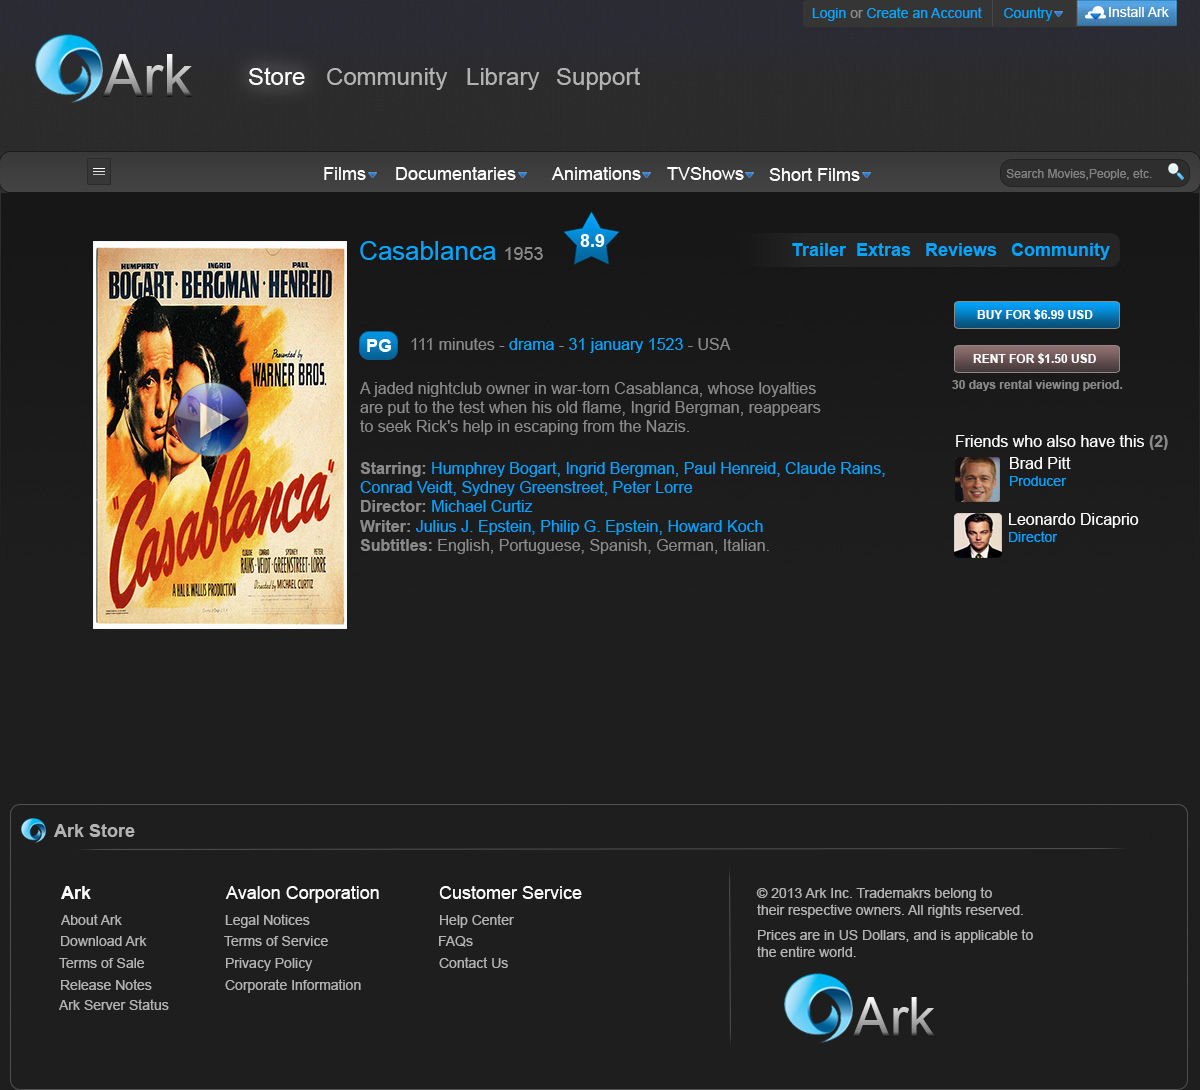 Login or Create an Account
Country
Install Ark
Ark
Store Community Library Support
Films Documentaries Animations TVShows Short Films
Search Movies,People, etc.
Casablanca 1953
8.9
Trailer Extras Reviews Community
HUMPHREY INGRID PAUL
BOGART · BERGMAN · HENREID
Presented by
WARNER BROS.
"Casablanca"
CLAUDE CONRAD SYDNEY PETER
RAINS · VEIDT · GREENSTREET · LORRE
A HAL B. WALLIS PRODUCTION
Directed by MICHAEL CURTIZ
BUY FOR $6.99 USD
RENT FOR $1.50 USD
30 days rental viewing period.
PG 111 minutes - drama - 31 january 1523 - USA
A jaded nightclub owner in war-torn Casablanca, whose loyalties
are put to the test when his old flame, Ingrid Bergman, reappears
to seek Rick's help in escaping from the Nazis.
Starring: Humphrey Bogart, Ingrid Bergman, Paul Henreid, Claude Rains,
Conrad Veidt, Sydney Greenstreet, Peter Lorre
Director: Michael Curtiz
Writer: Julius J. Epstein, Philip G. Epstein, Howard Koch
Subtitles: English, Portuguese, Spanish, German, Italian.
Friends who also have this (2)
Brad Pitt
Producer
Leonardo Dicaprio
Director
Ark Store
Ark
About Ark
Download Ark
Terms of Sale
Release Notes
Ark Server Status
Avalon Corporation
Legal Notices
Terms of Service
Privacy Policy
Corporate Information
Customer Service
Help Center
FAQs
Contact Us
© 2013 Ark Inc. Trademakrs belong to
their respective owners. All rights reserved.
Prices are in US Dollars, and is applicable to
the entire world.
Ark